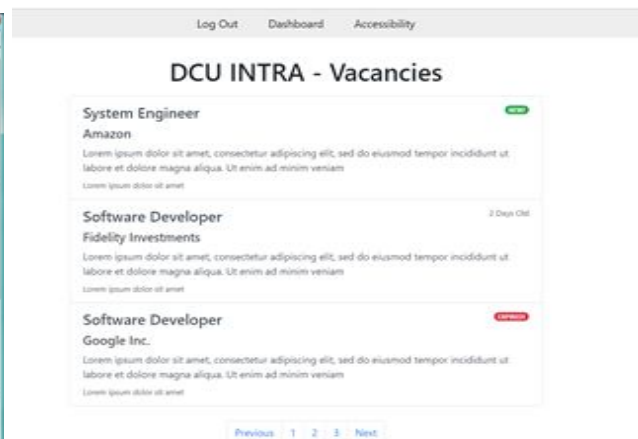 Log Out Dashboard Accessibility
DCU INTRA - Vacancies
System Engineer
NEW!
Amazon
Lorem ipsum dolor sit amet, consectetur adipiscing elit, sed do eiusmod tempor incididunt ut
labore et dolore magna aliqua. Ut enim ad minim veniam
Lorem ipsum dolor sit amet
Software Developer
2 Days Old
Fidelity Investments
Lorem ipsum dolor sit amet, consectetur adipiscing elit, sed do eiusmod tempor incididunt ut
labore et dolore magna aliqua. Ut enim ad minim veniam
Lorem ipsum dolor sit amet
Software Developer
EXPIRED!
Google Inc.
Lorem ipsum dolor sit amet, consectetur adipiscing elit, sed do eiusmod tempor incididunt ut
labore et dolore magna aliqua. Ut enim ad minim veniam
Lorem ipsum dolor sit amet
Previous 1 2 3 Next